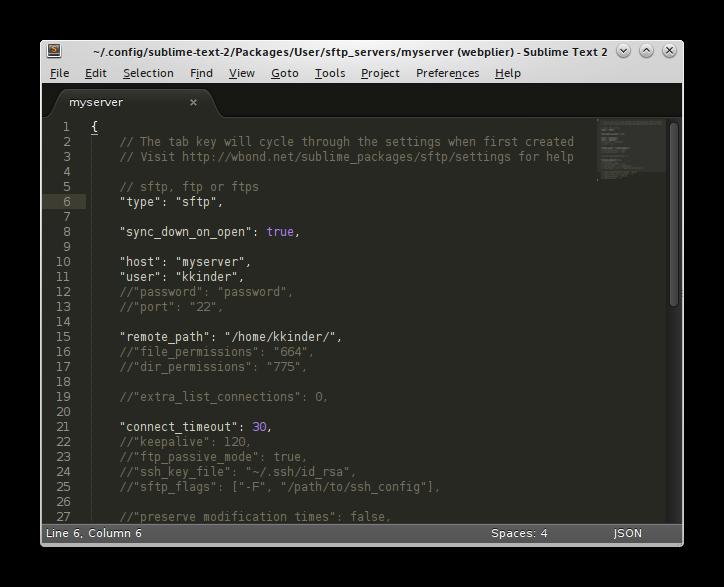 ~/.config/sublime-text-2/Packages/User/sftp_servers/myserver (webplier) - Sublime Text 2
File Edit Selection Find View Goto Tools Project Preferences Help
myserver ×
1 {
2 // The tab key will cycle through the settings when first created
3 // Visit http://wbond.net/sublime_packages/sftp/settings for help
4
5 // sftp, ftp or ftps
6 "type": "sftp",
7
8 "sync_down_on_open": true,
9
10 "host": "myserver",
11 "user": "kkinder",
12 //"password": "password",
13 //"port": "22",
14
15 "remote_path": "/home/kkinder/",
16 //"file_permissions": "664",
17 //"dir_permissions": "775",
18
19 //"extra_list_connections": 0,
20
21 "connect_timeout": 30,
22 //"keepalive": 120,
23 //"ftp_passive_mode": true,
24 //"ssh_key_file": "~/.ssh/id_rsa",
25 //"sftp_flags": ["-F", "/path/to/ssh_config"],
26
27 //"preserve_modification_times": false,
Line 6, Column 6 Spaces: 4 JSON